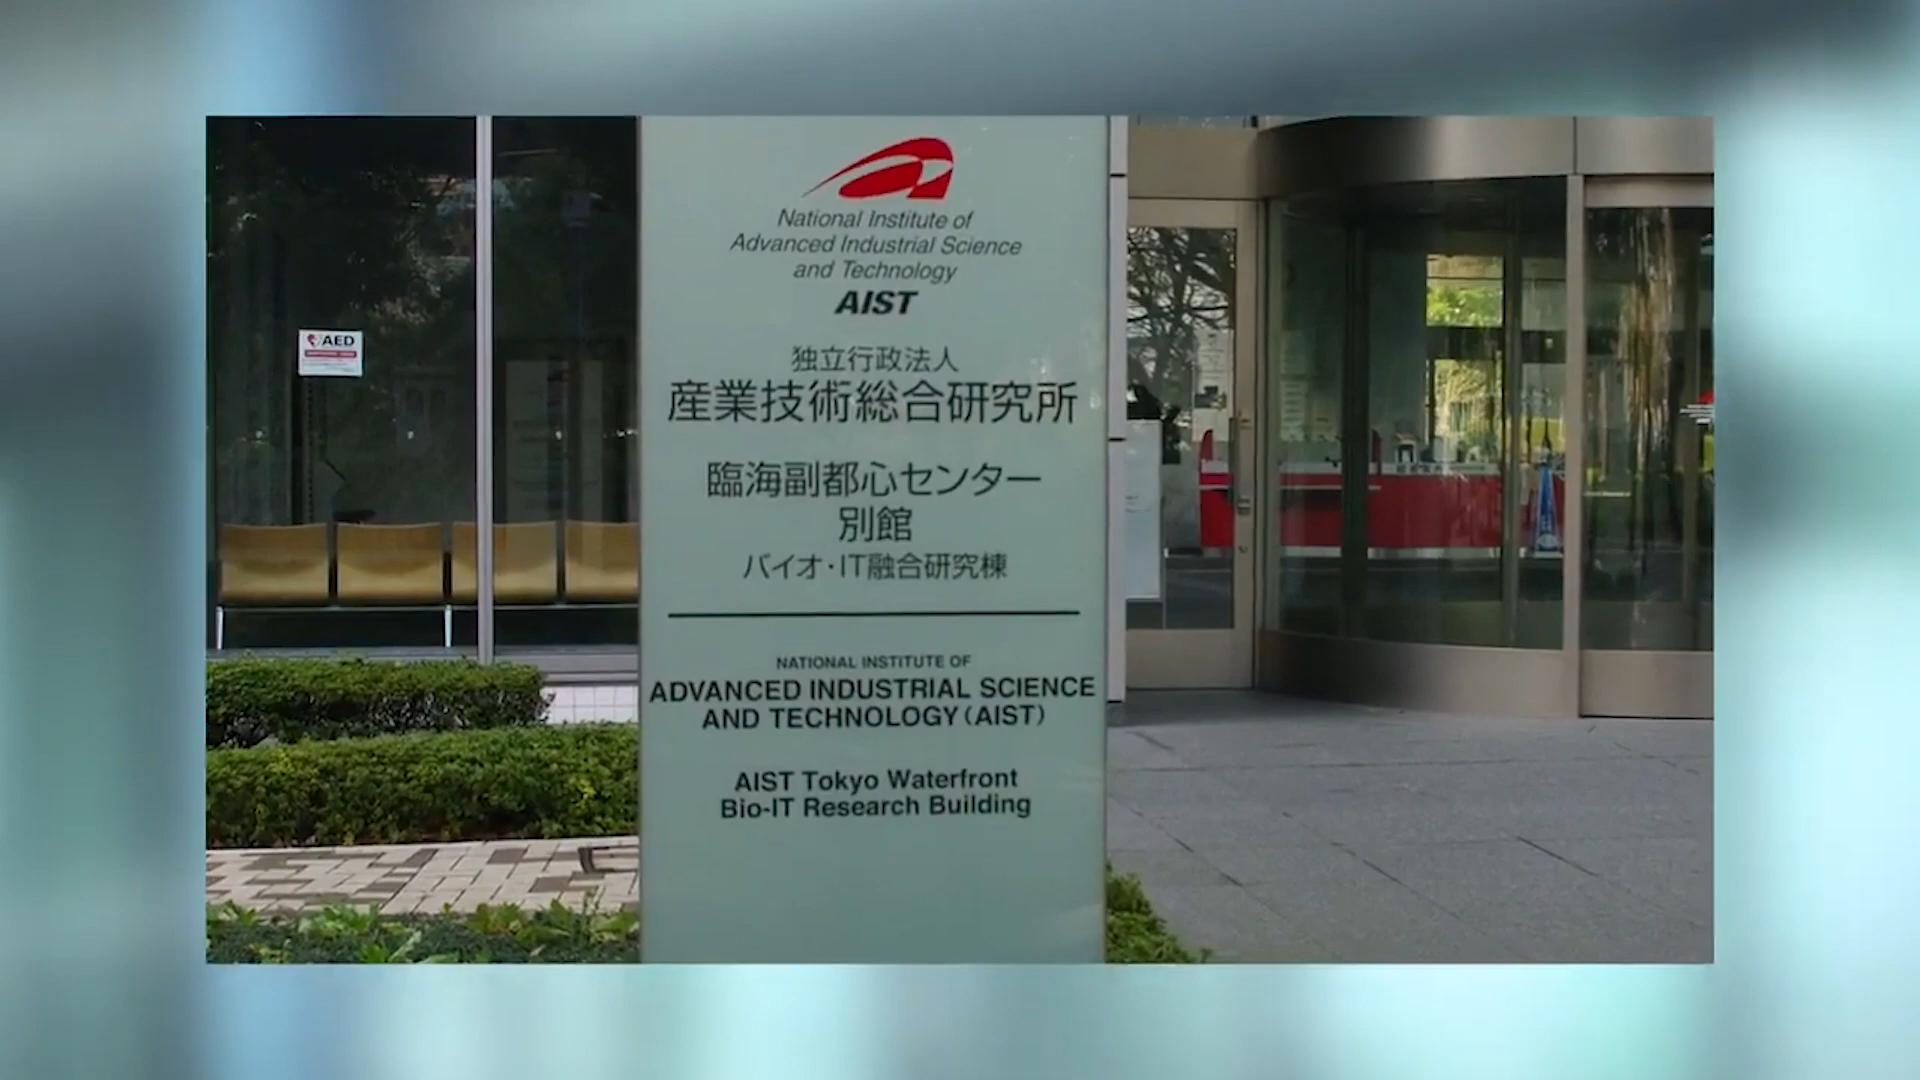 National Institute of
Advanced Industrial Science
and Technology
AIST
独立行政法人
産業技術総合研究所
臨海副都心センター
別館
バイオ・IT融合研究棟
NATIONAL INSTITUTE OF
ADVANCED INDUSTRIAL SCIENCE
AND TECHNOLOGY (AIST)
AIST Tokyo Waterfront
Bio-IT Research Building
AED